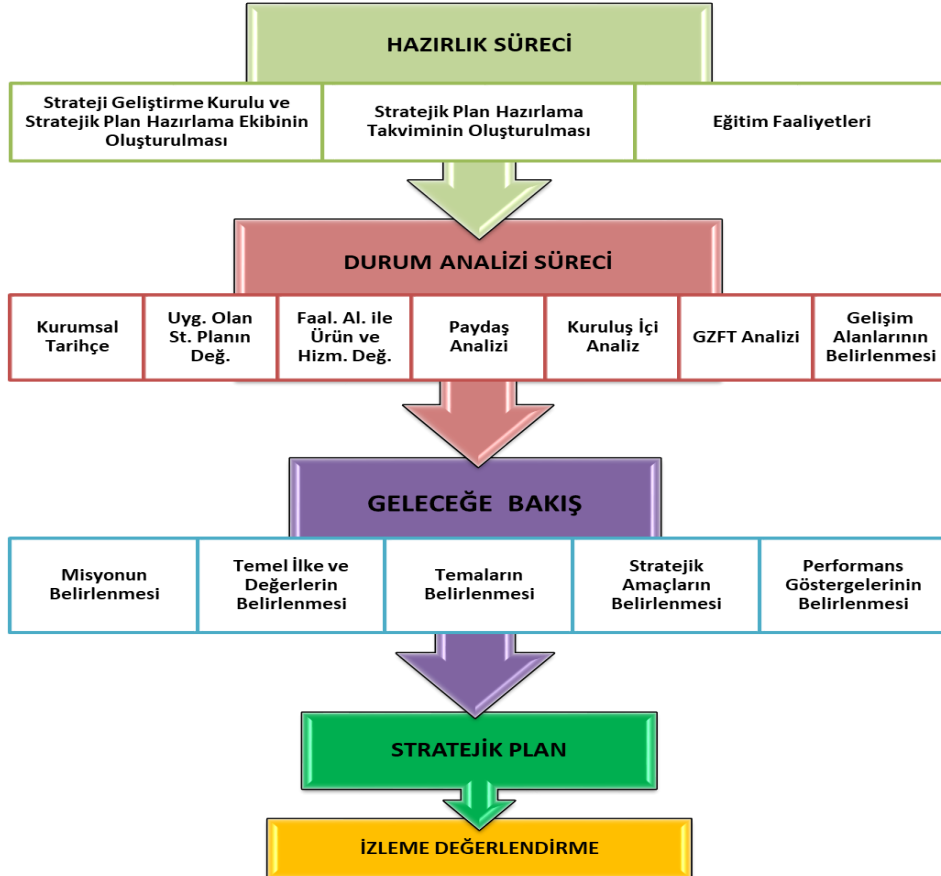 HAZIRLIK SÜRECİ
Strateji Geliştirme Kurulu ve
Stratejik Plan Hazırlama Ekibinin
Oluşturulması
Stratejik Plan Hazırlama
Takviminin Oluşturulması
Eğitim Faaliyetleri
DURUM ANALİZİ SÜRECİ
Kurumsal
Tarihçe
Uyg. Olan
St. Planın
Değ.
Faal. Al. ile
Ürün ve
Hizm. Değ.
Paydaş
Analizi
Kuruluş İçi
Analiz
GZFT Analizi
Gelişim
Alanlarının
Belirlenmesi
GELECEĞE BAKIŞ
Misyonun
Belirlenmesi
Temel İlke ve
Değerlerin
Belirlenmesi
Temaların
Belirlenmesi
Stratejik
Amaçların
Belirlenmesi
Performans
Göstergelerinin
Belirlenmesi
STRATEJİK PLAN
İZLEME DEĞERLENDİRME